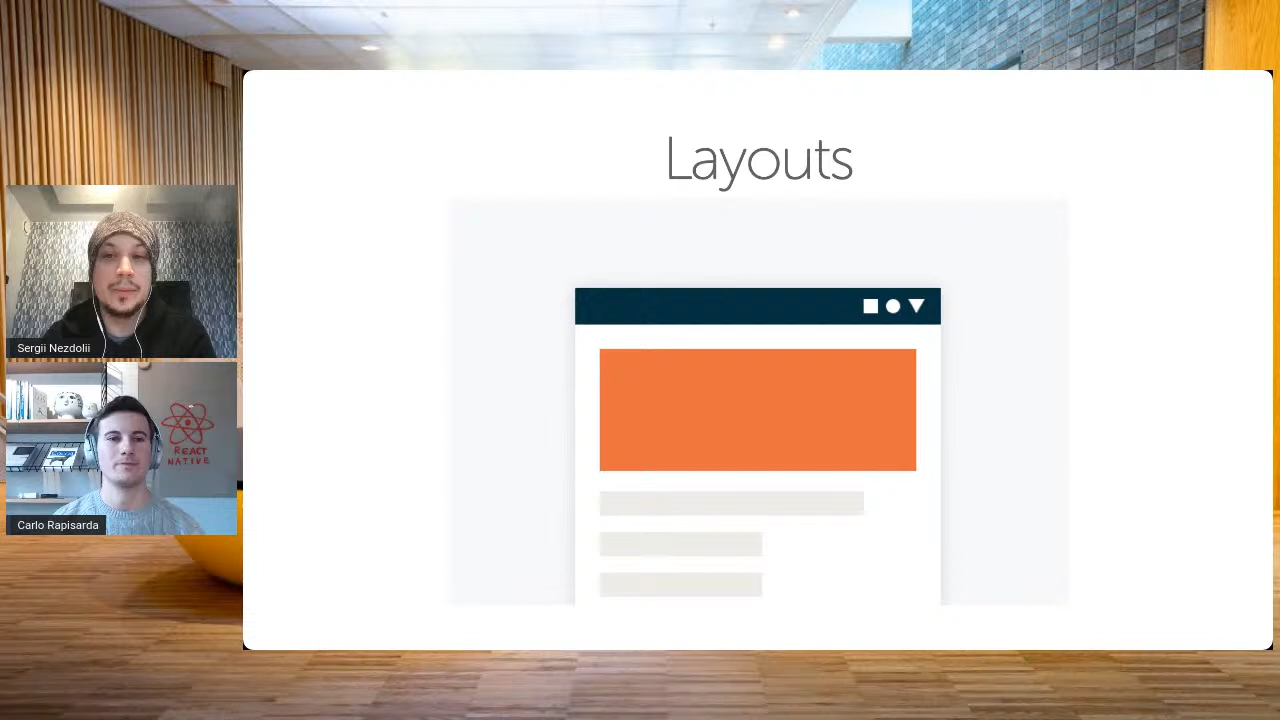 Layouts
Sergii Nezdolii
REACT
NATIVE
Carlo Rapisarda